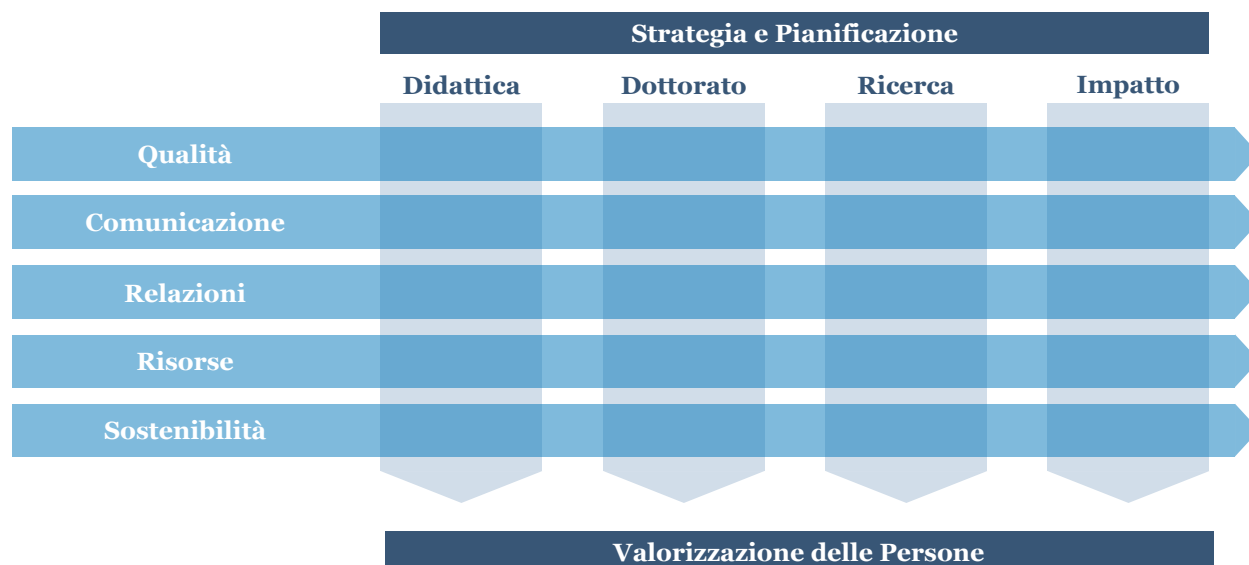 Strategia e Pianificazione
Didattica Dottorato Ricerca Impatto
Qualità
Comunicazione
Relazioni
Risorse
Sostenibilità
Valorizzazione delle Persone